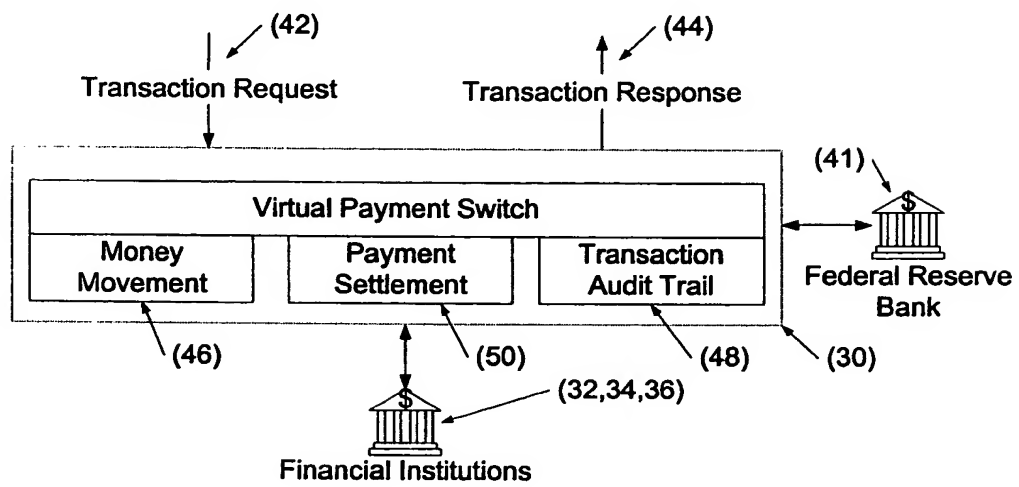 (42)
(44)
Transaction Request
Transaction Response
(41)
$
Virtual Payment Switch
Money
Movement
Payment
Settlement
Transaction
Audit Trail
Federal Reserve
Bank
(46)
(50)
(48)
(30)
(32,34,36)
$
Financial Institutions